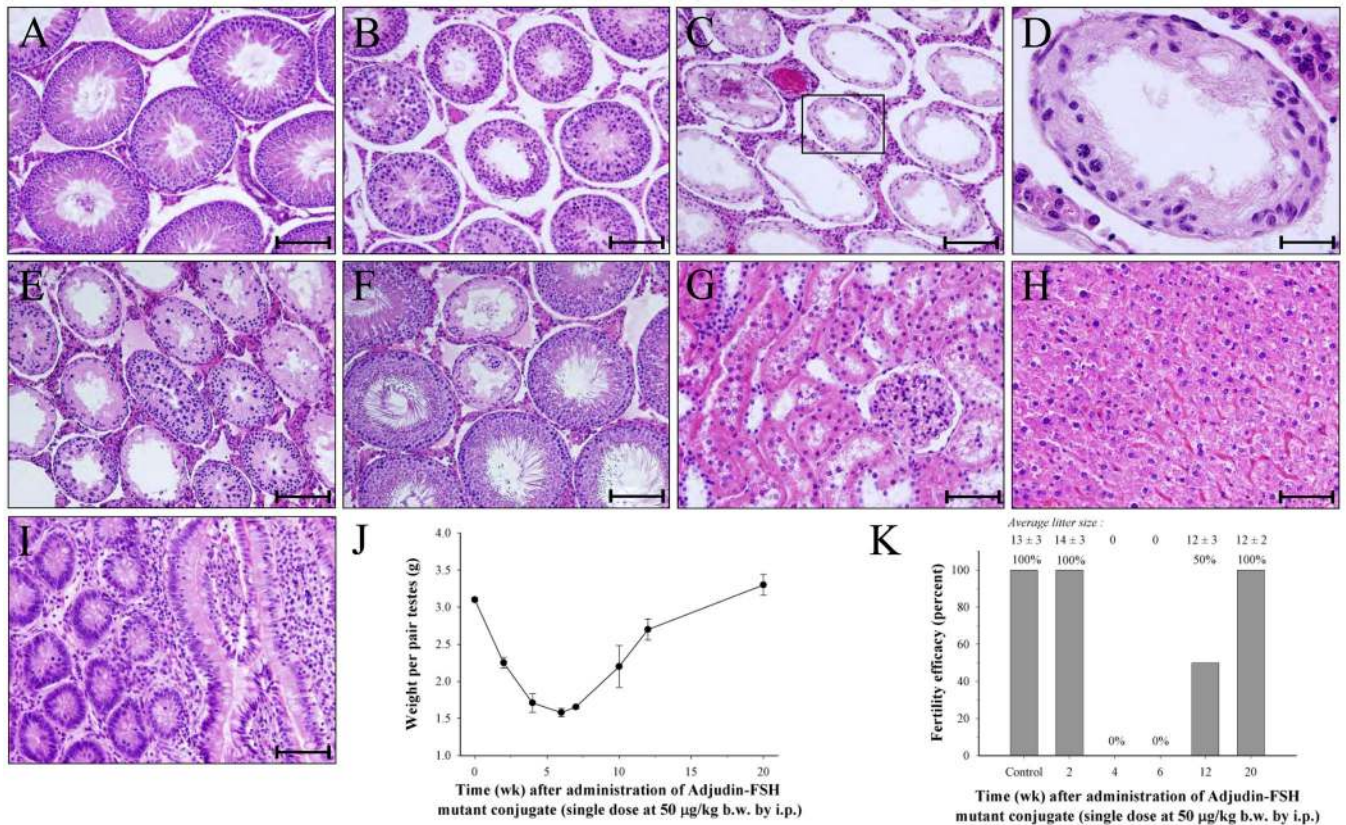 A
B
C
D
E
F
G
H
I
J
4.0
3.5
3.0
2.5
2.0
1.5
1.0
Weight per pair testes (g)
0
5
10
15
20
Time (wk) after administration of Adjudin-FSH
mutant conjugate (single dose at 50 µg/kg b.w. by i.p.)
K
Average litter size :
13 ± 3 14 ± 3 0 0 12 ± 3 12 ± 2
100% 100% 50% 100%
0% 0%
100
80
60
40
20
0
Fertility efficacy (percent)
Control 2 4 6 12 20
Time (wk) after administration of Adjudin-FSH
mutant conjugate (single dose at 50 µg/kg b.w. by i.p.)